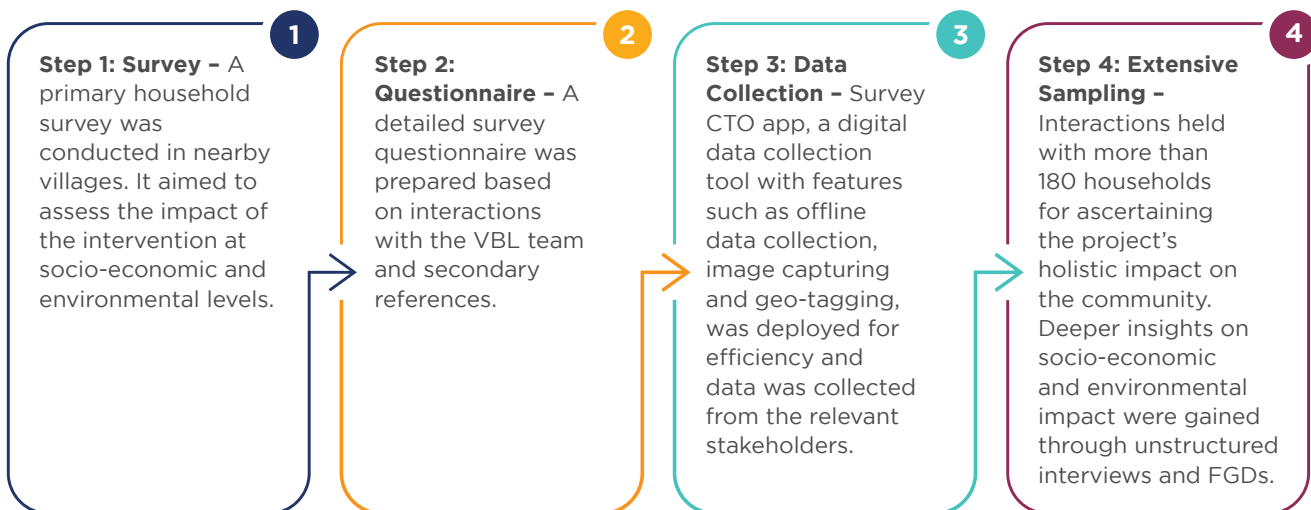 1
Step 1: Survey – A
primary household
survey was
conducted in nearby
villages. It aimed to
assess the impact of
the intervention at
socio-economic and
environmental levels.
2
Step 2:
Questionnaire – A
detailed survey
questionnaire was
prepared based
on interactions
with the VBL team
and secondary
references.
3
Step 3: Data
Collection – Survey
CTO app, a digital
data collection
tool with features
such as offline
data collection,
image capturing
and geo-tagging,
was deployed for
efficiency and
data was collected
from the relevant
stakeholders.
4
Step 4: Extensive
Sampling –
Interactions held
with more than
180 households
for ascertaining
the project's
holistic impact on
the community.
Deeper insights on
socio-economic
and environmental
impact were gained
through unstructured
interviews and FGDs.